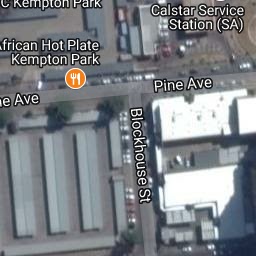 C Kempton Park
Calstar Service
Station (SA)
African Hot Plate
Kempton Park
Pine Ave
ne Ave
Blockhouse St